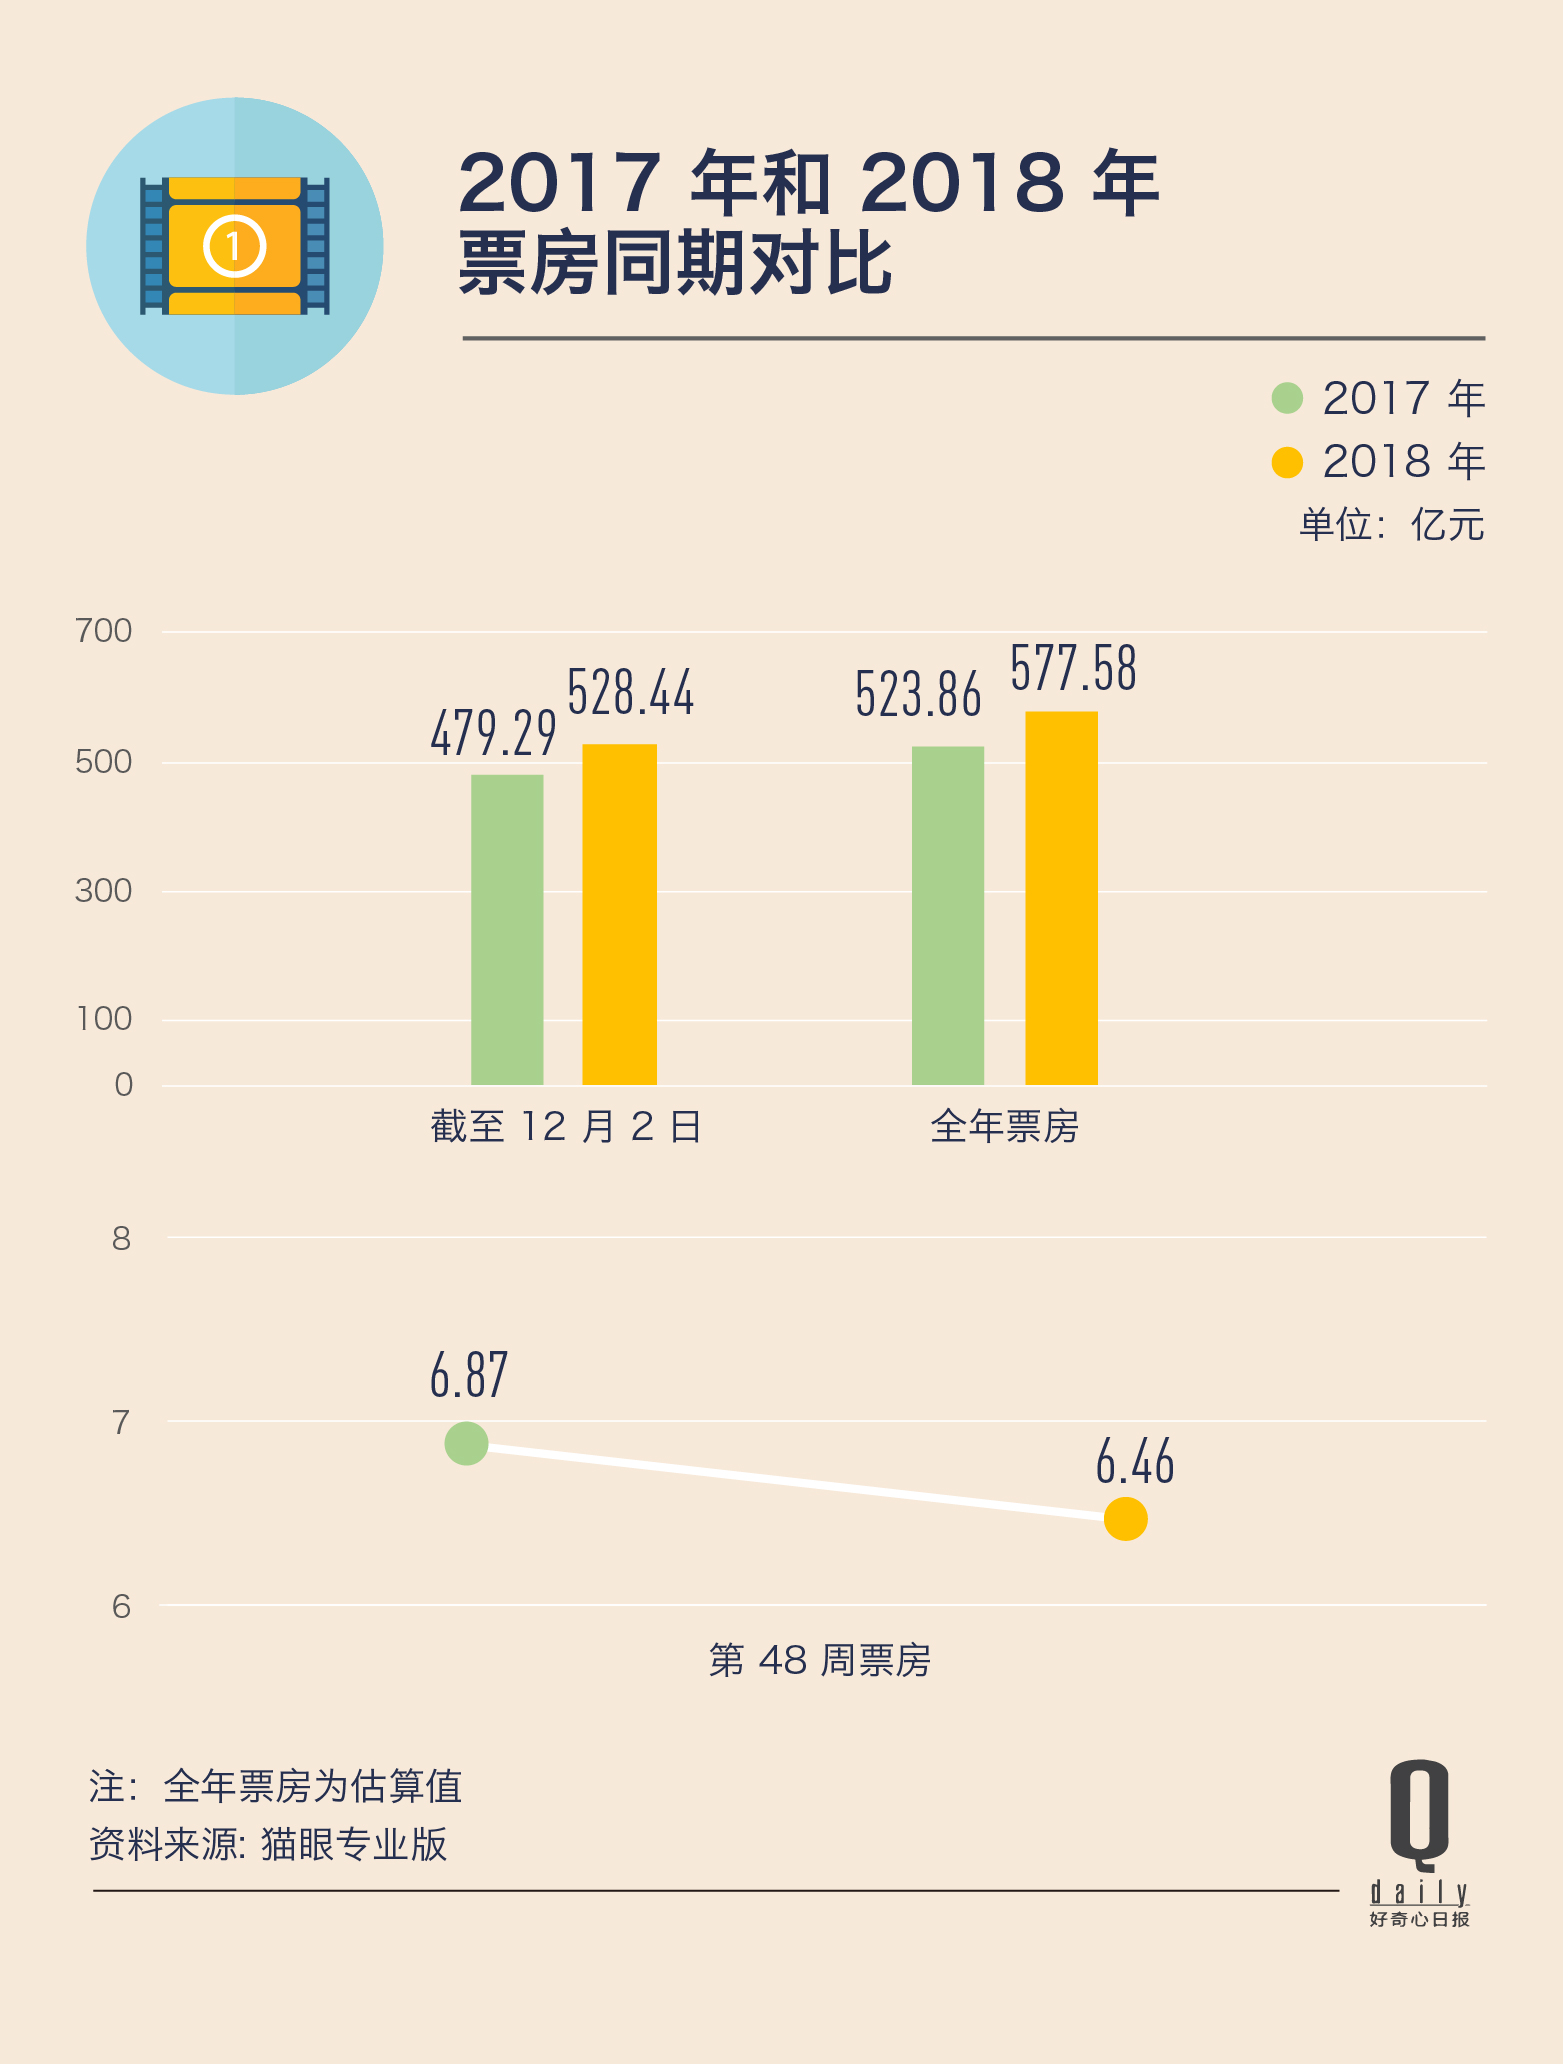 1
2017 年和 2018 年
票房同期对比
2017 年
2018 年
单位：亿元
700
500
300
100
0
479.29
528.44
523.86
577.58
截至 12 月 2 日
全年票房
8
7
6
6.87
6.46
第 48 周票房
注：全年票房为估算值
资料来源: 猫眼专业版
Q
daily
好奇心日报